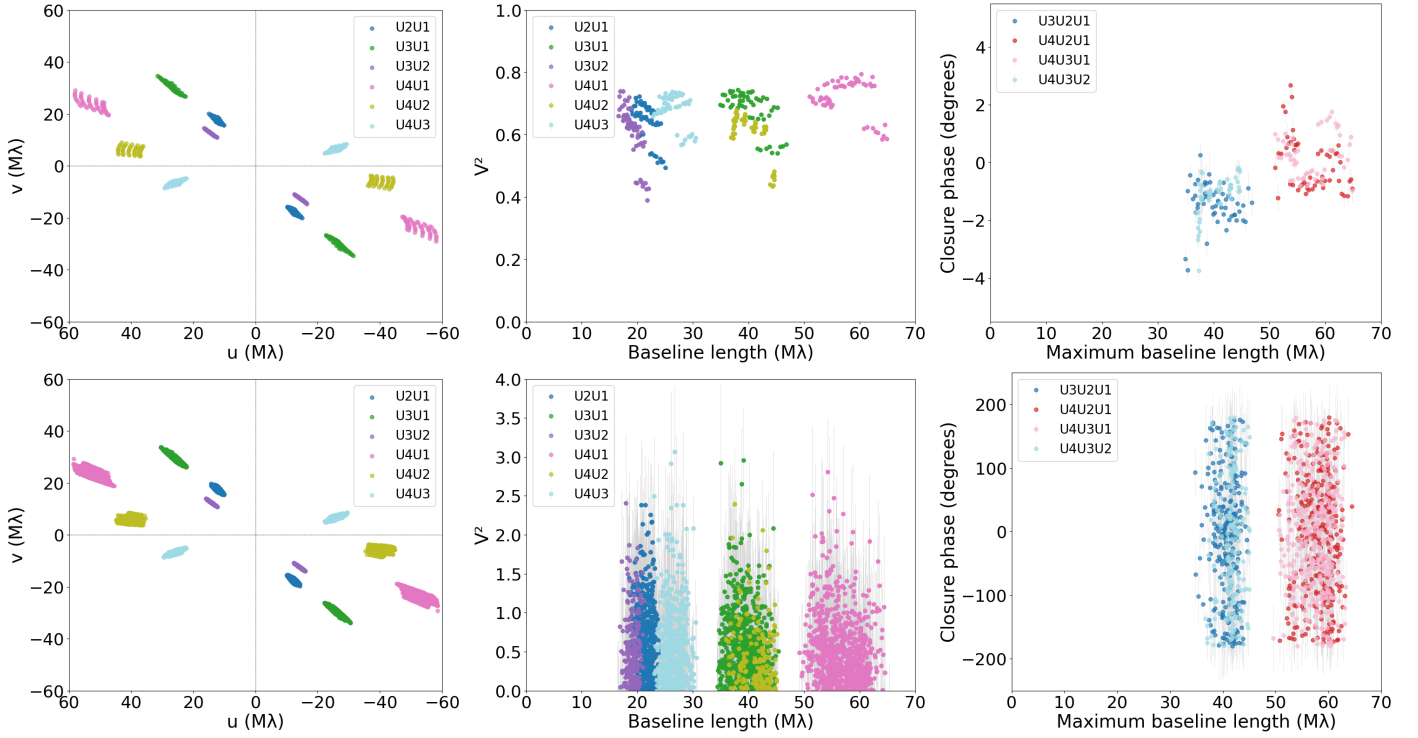 60
40
20
0
−20
−40
−60
v (Mλ)
60
40
20
0
−20
−40
−60
u (Mλ)
U2U1
U3U1
U3U2
U4U1
U4U2
U4U3
1.0
0.8
0.6
0.4
0.2
0.0
V²
0
10
20
30
40
50
60
70
Baseline length (Mλ)
U2U1
U3U1
U3U2
U4U1
U4U2
U4U3
4
2
0
−2
−4
Closure phase (degrees)
0
10
20
30
40
50
60
70
Maximum baseline length (Mλ)
U3U2U1
U4U2U1
U4U3U1
U4U3U2
60
40
20
0
−20
−40
−60
v (Mλ)
60
40
20
0
−20
−40
−60
u (Mλ)
U2U1
U3U1
U3U2
U4U1
U4U2
U4U3
4.0
3.5
3.0
2.5
2.0
1.5
1.0
0.5
0.0
V²
0
10
20
30
40
50
60
70
Baseline length (Mλ)
U2U1
U3U1
U3U2
U4U1
U4U2
U4U3
200
100
0
−100
−200
Closure phase (degrees)
0
10
20
30
40
50
60
70
Maximum baseline length (Mλ)
U3U2U1
U4U2U1
U4U3U1
U4U3U2